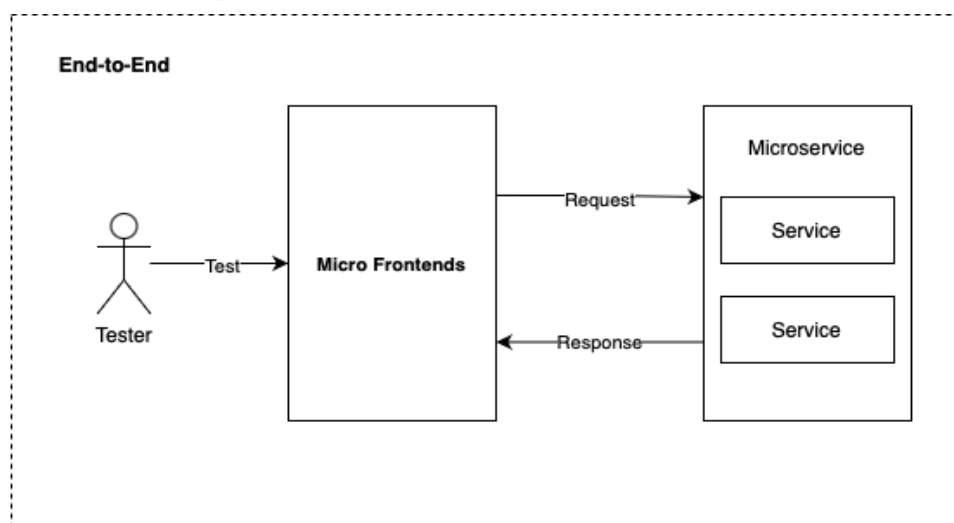 End-to-End
Microservice
Request
Service
Test
Micro Frontends
Tester
Response
Service